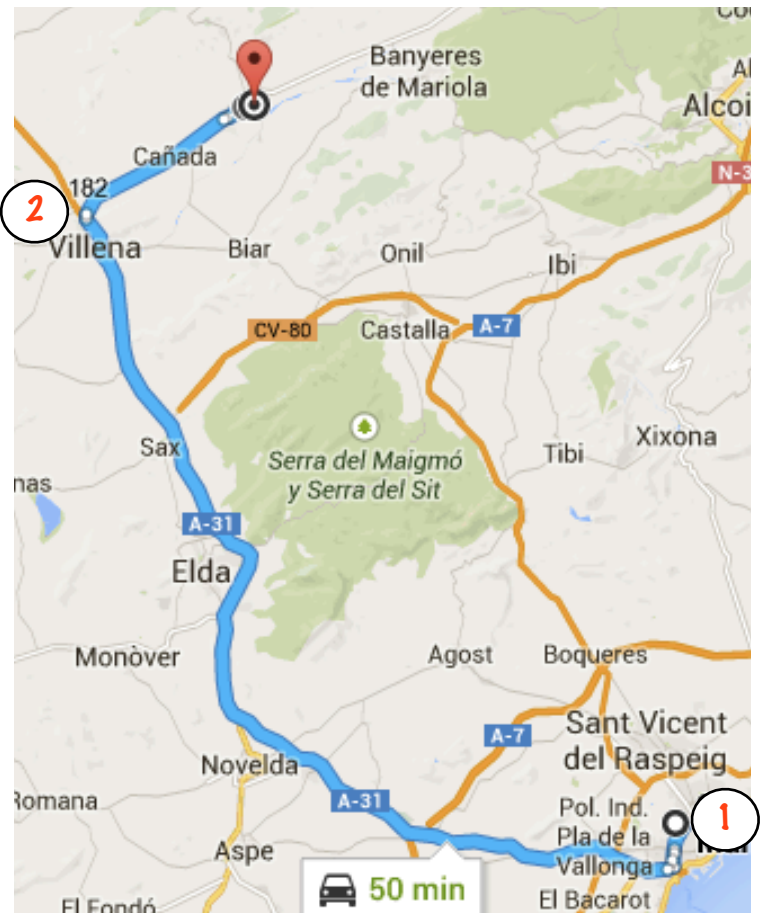 Banyeres
de Mariola
Alcoi
Cañada
N-3
182
2
Villena
Biar
Onil
Ibi
CV-80
Castalla
A-7
Sax
Serra del Maigmó
y Serra del Sit
Tibi
Xixona
nas
A-31
Elda
Monòver
Agost
Boqueres
A-7
Sant Vicent
del Raspeig
Novelda
Romana
A-31
Pol. Ind.
Pla de la
Vallonga
1
Aspe
50 min
El Bacarot
El Fondó